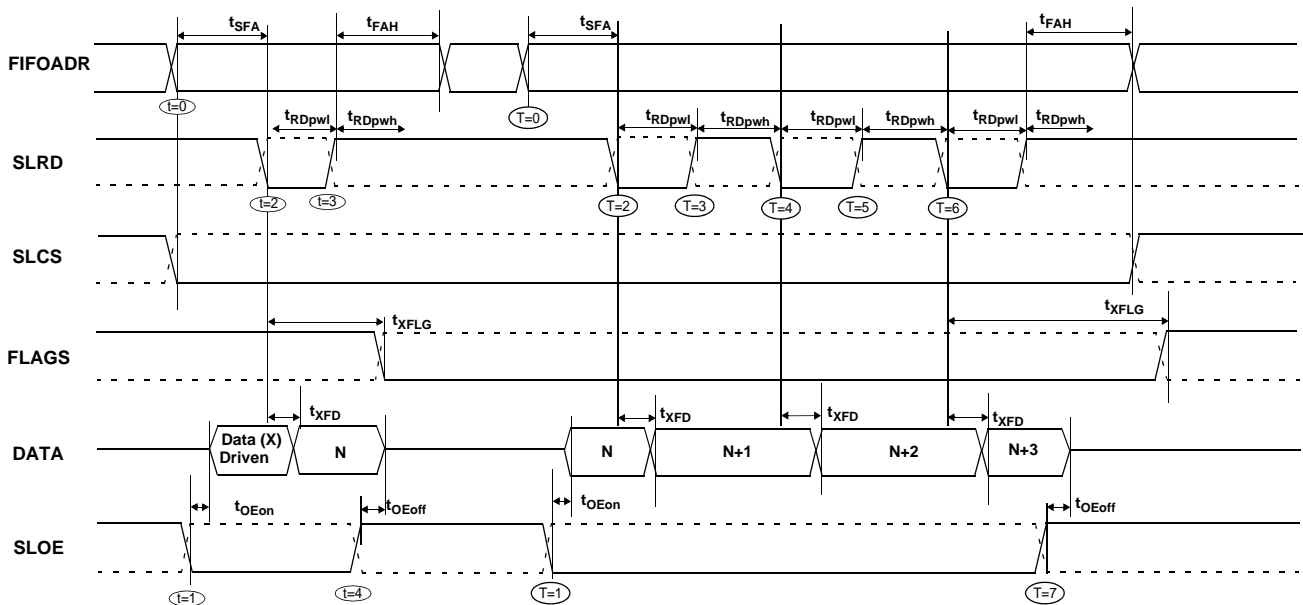 tSFA tFAH tSFA tFAH
FIFOADR
t=0 T=0
tRDpwl tRDpwh tRDpwl tRDpwh tRDpwl tRDpwh tRDpwl tRDpwh
SLRD
t=2 t=3 T=2 T=3 T=4 T=5 T=6
SLCS
tXFLG tXFLG
FLAGS
tXFD tXFD tXFD tXFD
DATA
Data (X)
Driven
N N N+1 N+2 N+3
tOEon tOEoff tOEon tOEoff
SLOE
t=1 t=4 T=1 T=7